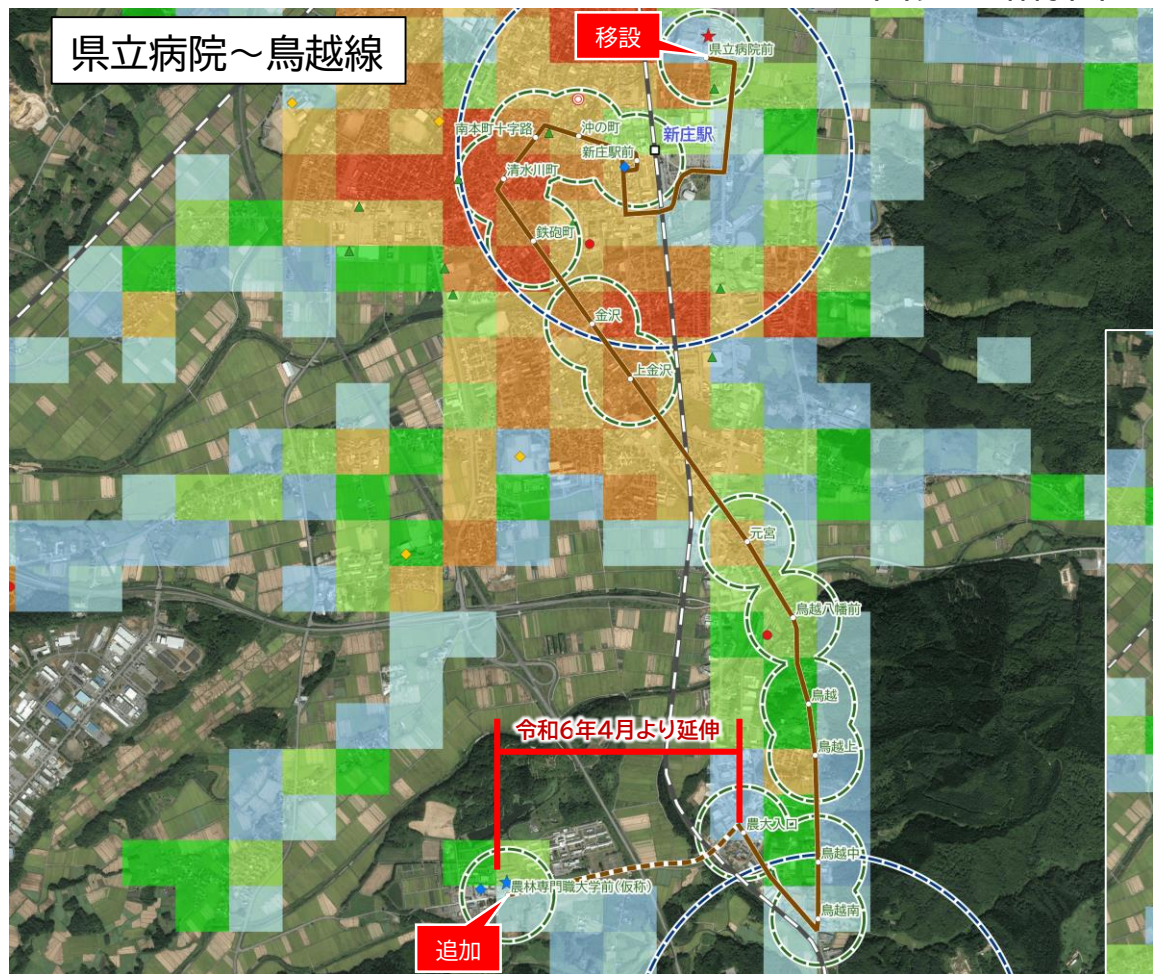 県立病院～鳥越線
移設
県立病院前
新庄駅
南本町十字路
沖の町
新庄駅前
清水川町
鉄砲町
金沢
上金沢
元宮
鳥越八幡前
鳥越
令和6年4月より延伸
鳥越上
農大入口
鳥越中
農林専門職大学前(仮称)
鳥越南
追加